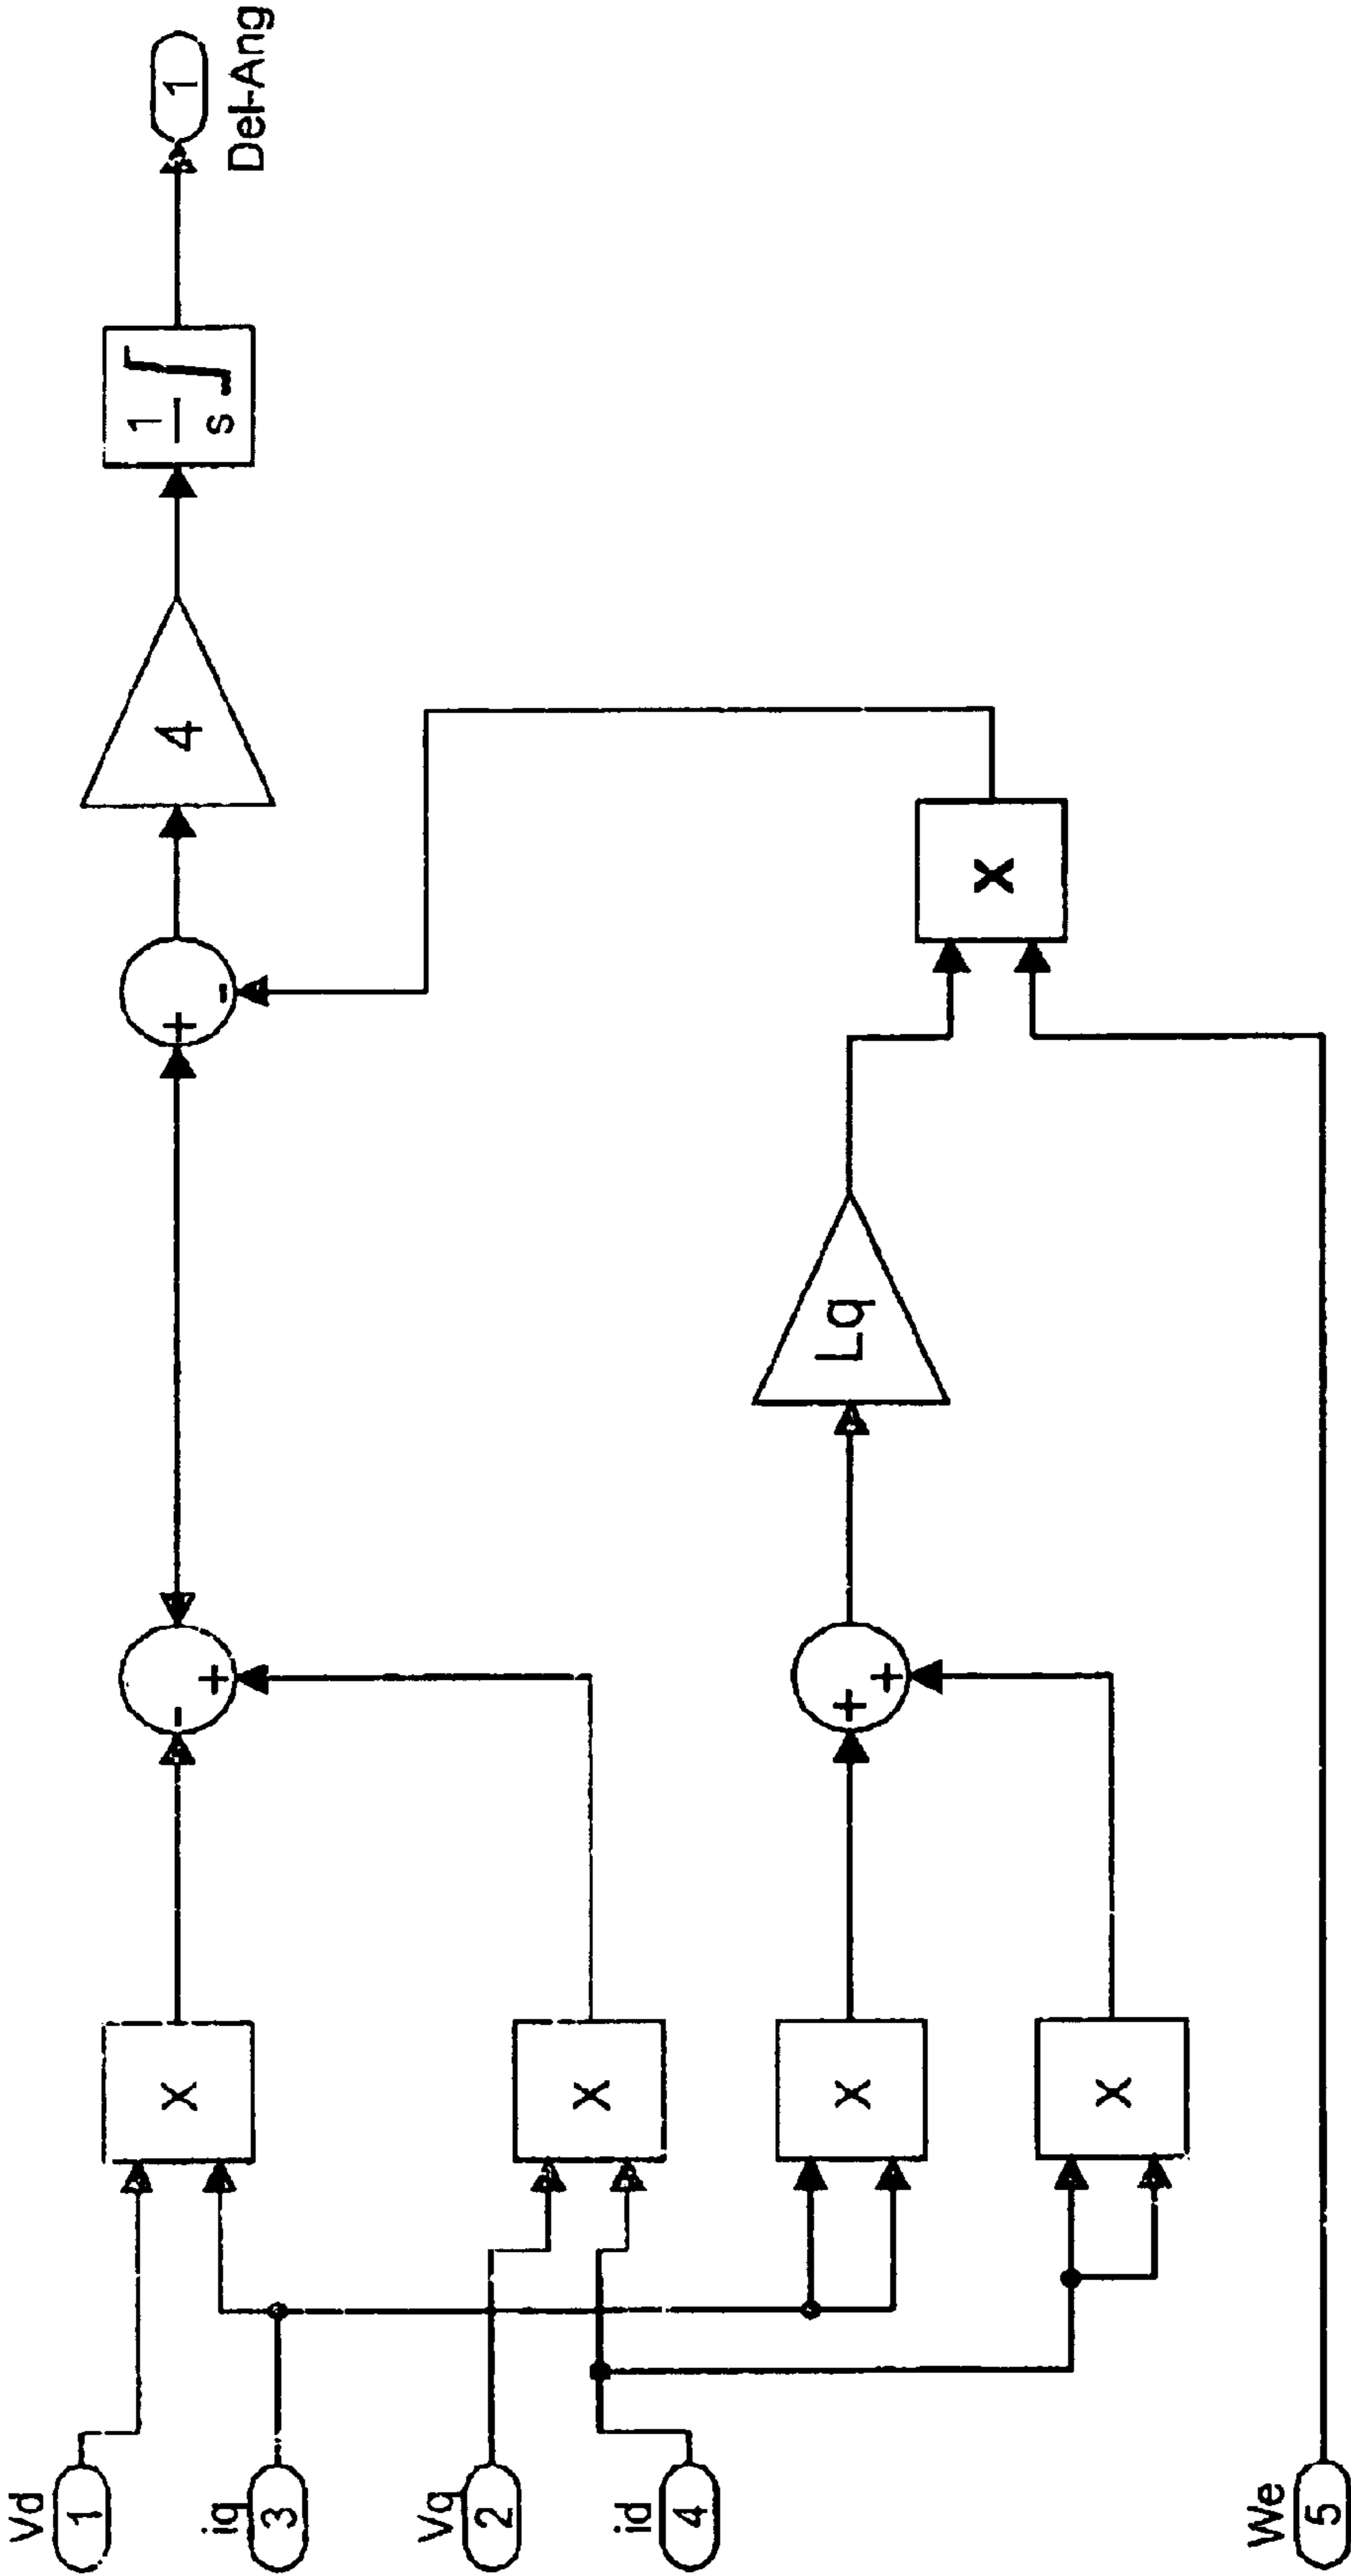 Vd
1
X
-
+
+
-
4
1
s
∫
1
Del-Ang
iq
3
Vq
2
X
id
4
X
+
+
Lq
X
X
We
5